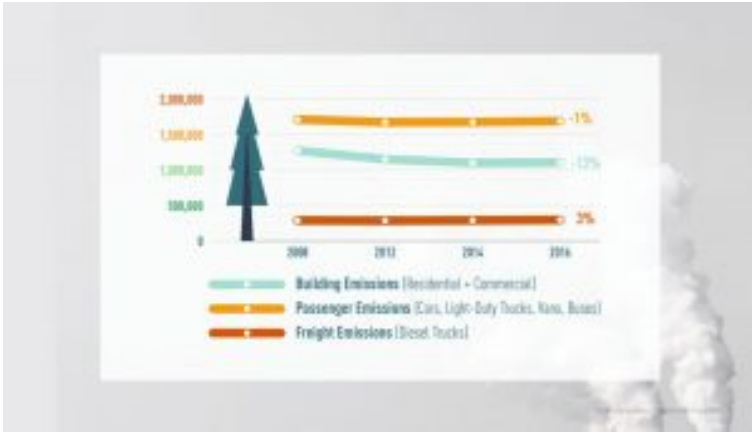 2,000,000
1,500,000
1,000,000
500,000
0
-1%
-12%
3%
2008 2012 2014 2016
Building Emissions (Residential + Commercial)
Passenger Emissions (Cars, Light-Duty Trucks, Vans, Buses)
Freight Emissions (Diesel Trucks)